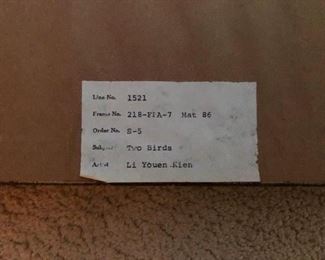 Line No. 1521
Frame No. 218-FPA-7 Mat 86
Order No. S-5
Subject Two Birds
Artist Li Youen Kien